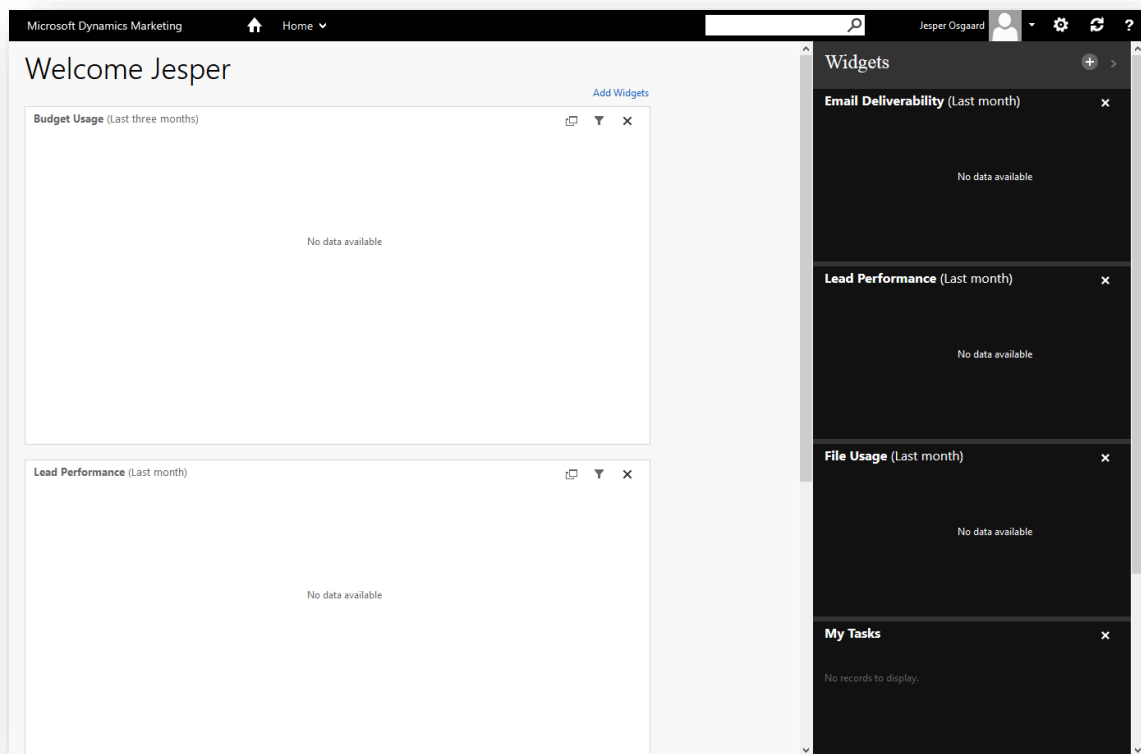 Microsoft Dynamics Marketing
Home
Jesper Osgaard
?
Welcome Jesper
Add Widgets
Budget Usage (Last three months)
No data available
Lead Performance (Last month)
No data available
Widgets
Email Deliverability (Last month)
No data available
Lead Performance (Last month)
No data available
File Usage (Last month)
No data available
My Tasks
No records to display.